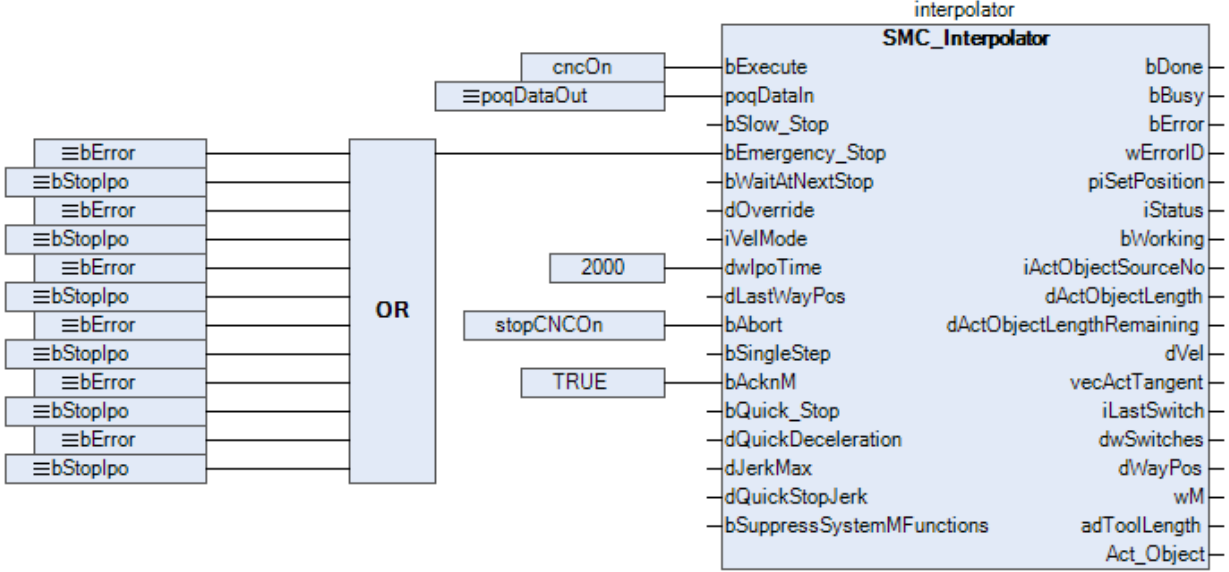 interpolator
SMC_Interpolator
cncOn bExecute bDone
≡poqDataOut poqDataIn bBusy
bSlow_Stop bError
≡bError bEmergency_Stop wErrorID
≡bStopIpo bWaitAtNextStop piSetPosition
≡bError dOverride iStatus
≡bStopIpo iVelMode bWorking
≡bError 2000 dwIpoTime iActObjectSourceNo
≡bStopIpo dLastWayPos dActObjectLength
OR
≡bError stopCNCOn bAbort dActObjectLengthRemaining
≡bStopIpo bSingleStep dVel
≡bError TRUE bAcknM vecActTangent
≡bStopIpo bQuick_Stop iLastSwitch
≡bError dQuickDeceleration dwSwitches
≡bStopIpo dJerkMax dWayPos
dQuickStopJerk wM
bSuppressSystemMFunctions adToolLength
Act_Object